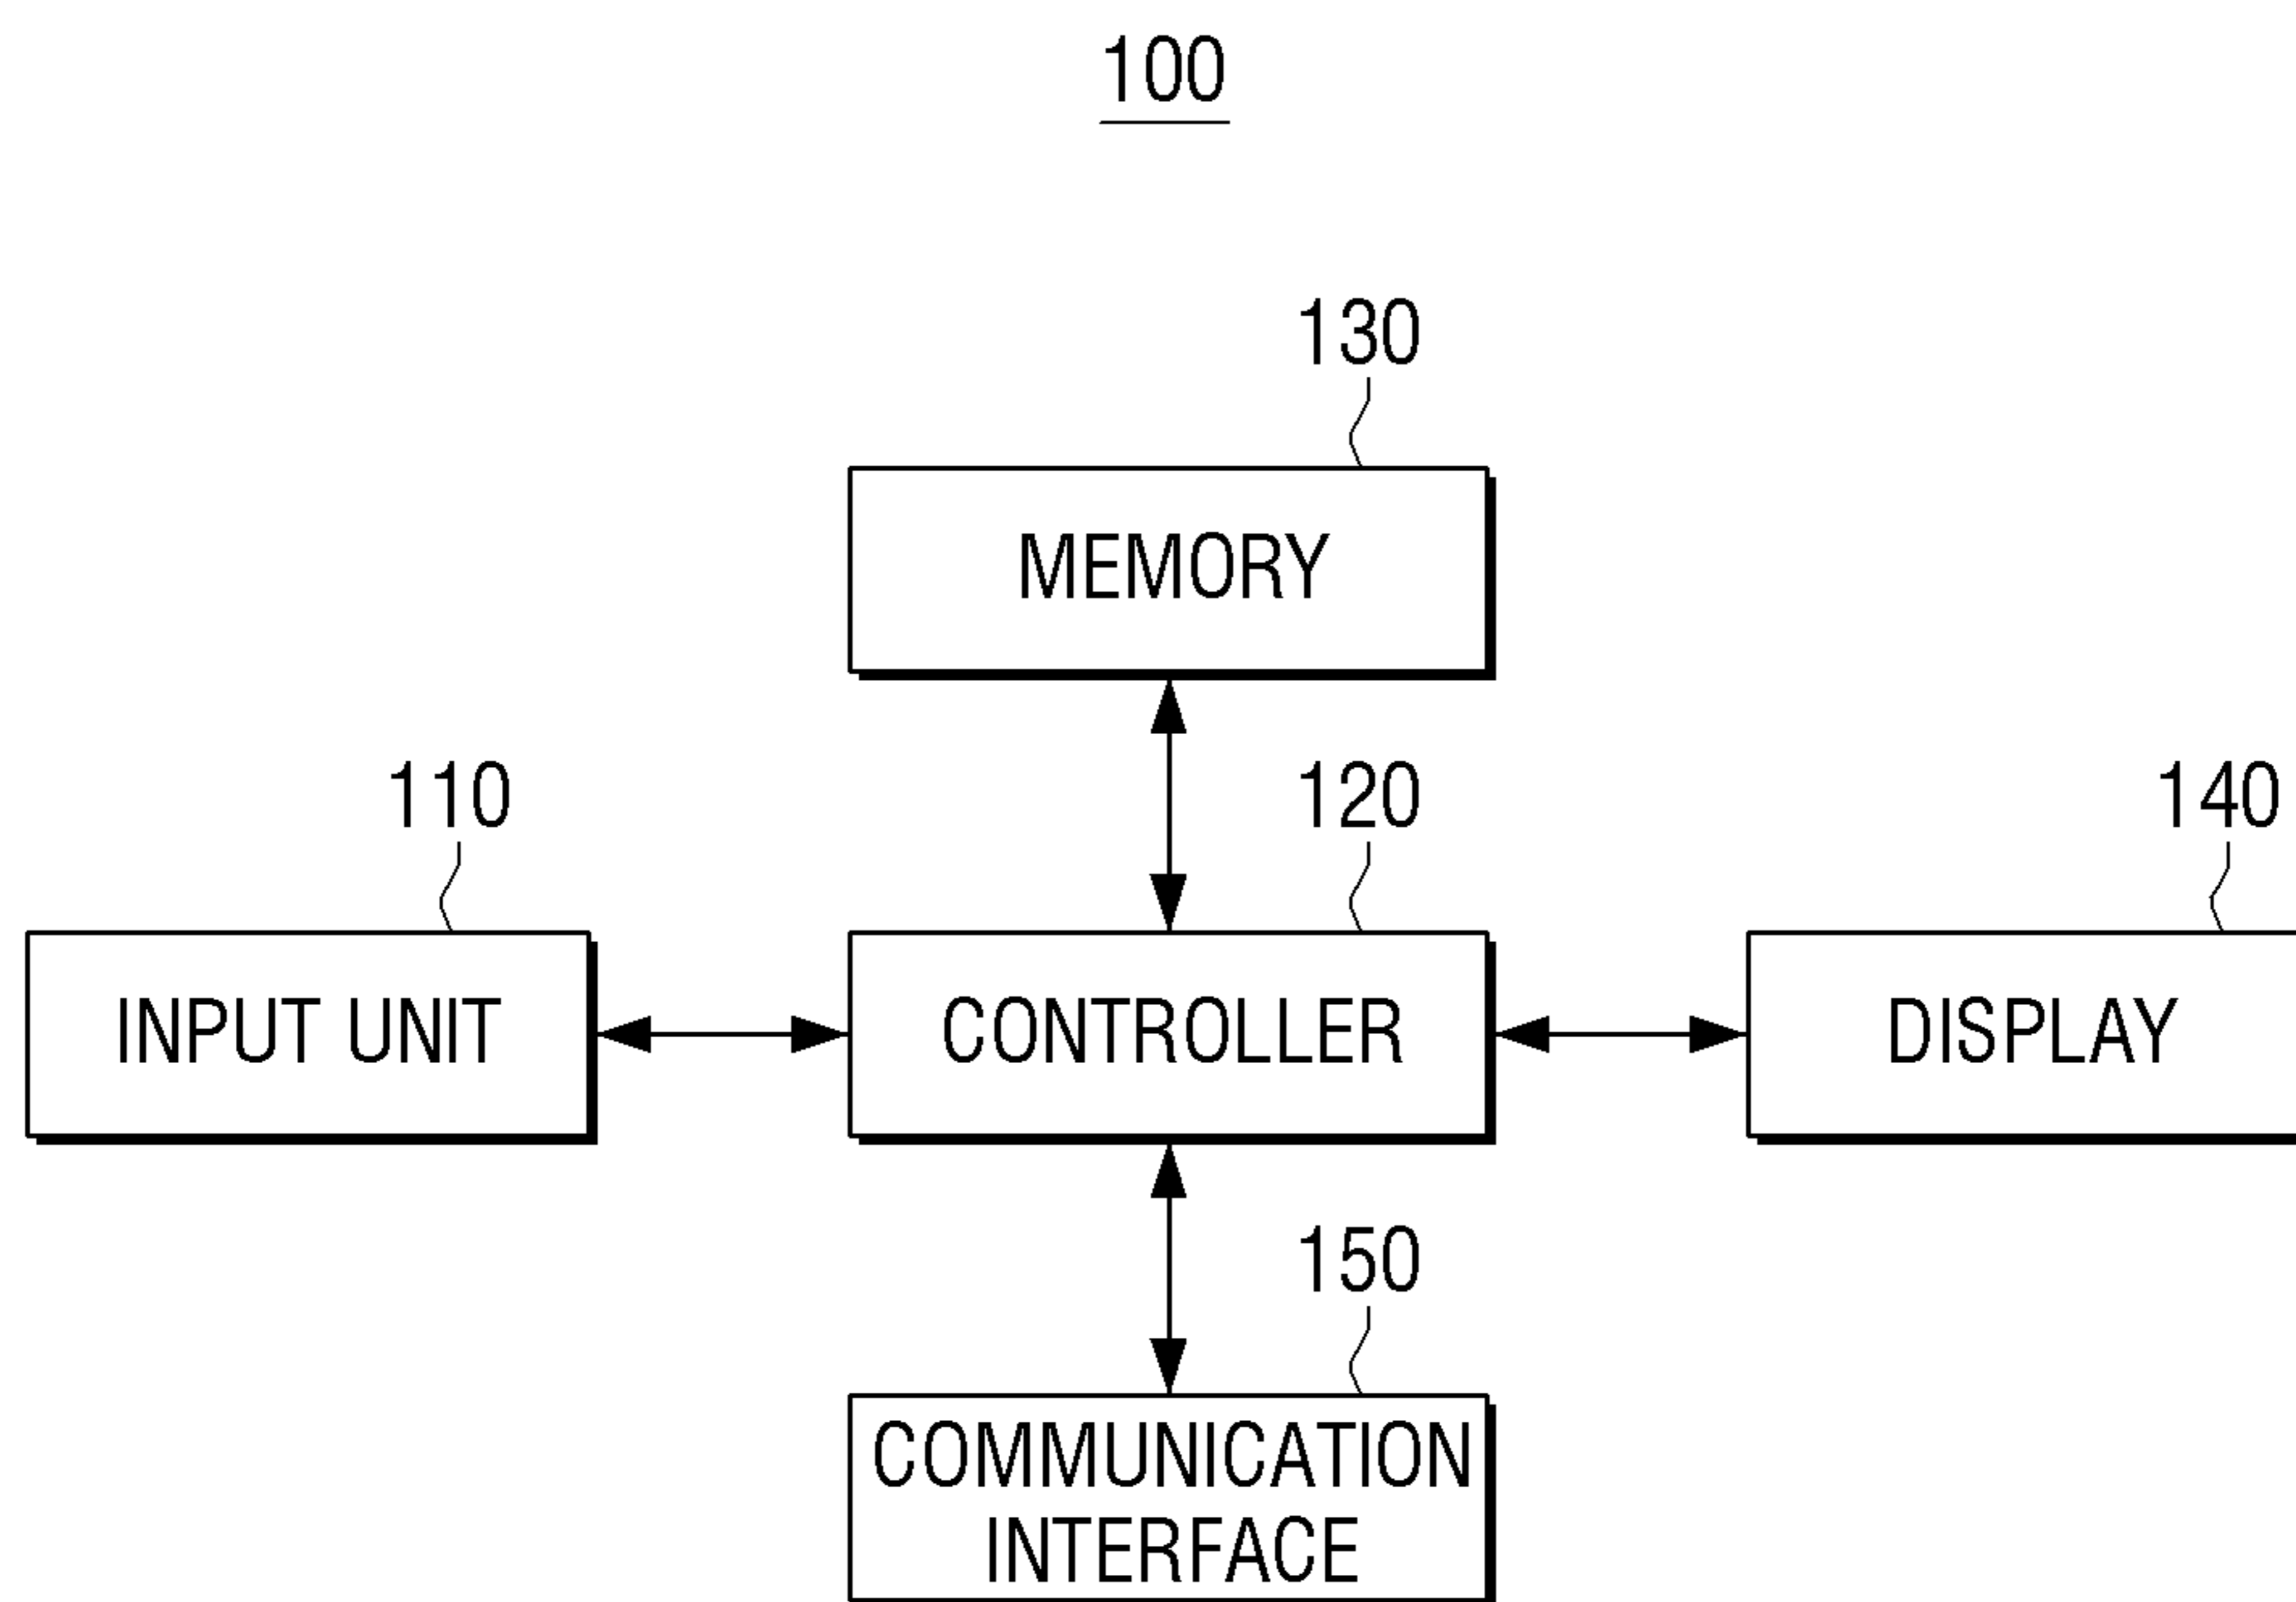 100
130
MEMORY
110
120
140
INPUT UNIT
CONTROLLER
DISPLAY
150
COMMUNICATION
INTERFACE